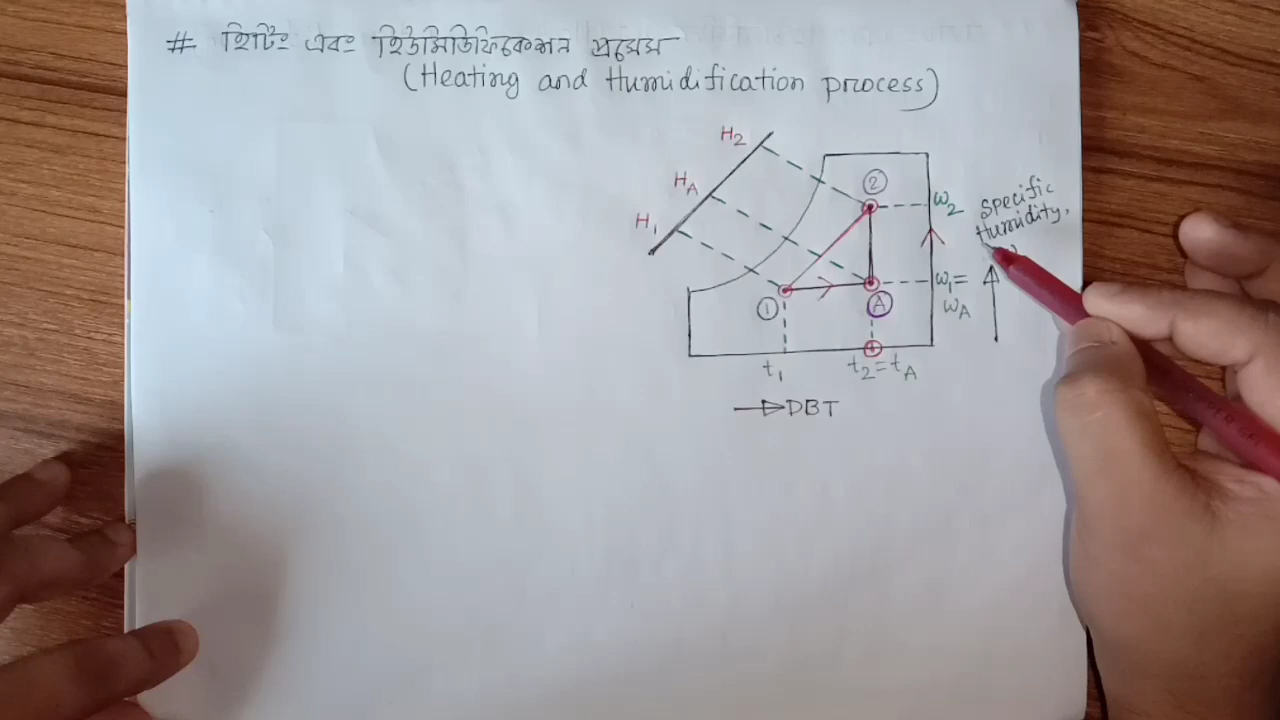 # হিটিং এবং হিউমিডিফিকেশন প্রসেস
(Heating and Humidification process)
H2
HA
H1
2
1
A
ω2
ω1=
ωA
Specific
Humidity,
t1
t2=tA
DBT